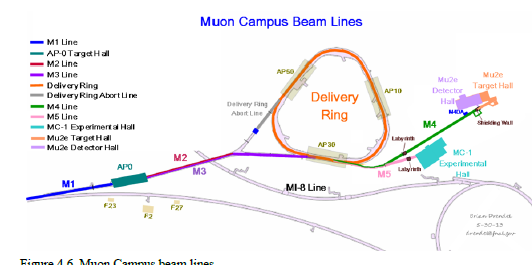 Muon Campus Beam Lines
M1 Line
AP-0 Target Hall
M2 Line
M3 Line
Delivery Ring
Delivery Ring Abort Line
M4 Line
M5 Line
MC-1 Experimental Hall
Mu2e Target Hall
Mu2e Detector Hall
AP50
Delivery Ring
Abort Line
Delivery
Ring
AP10
AP30
Mu2e
Detector
Hall
Mu2e
Target Hall
M4
Shielding Wall
Labyrinth
Labyrinth
MC-1
Experimental
Hall
M5
M1
AP0
M2
M3
MI-8 Line
F23
F2
F27
5-30-13
Figure 4.6. Muon Campus beam lines